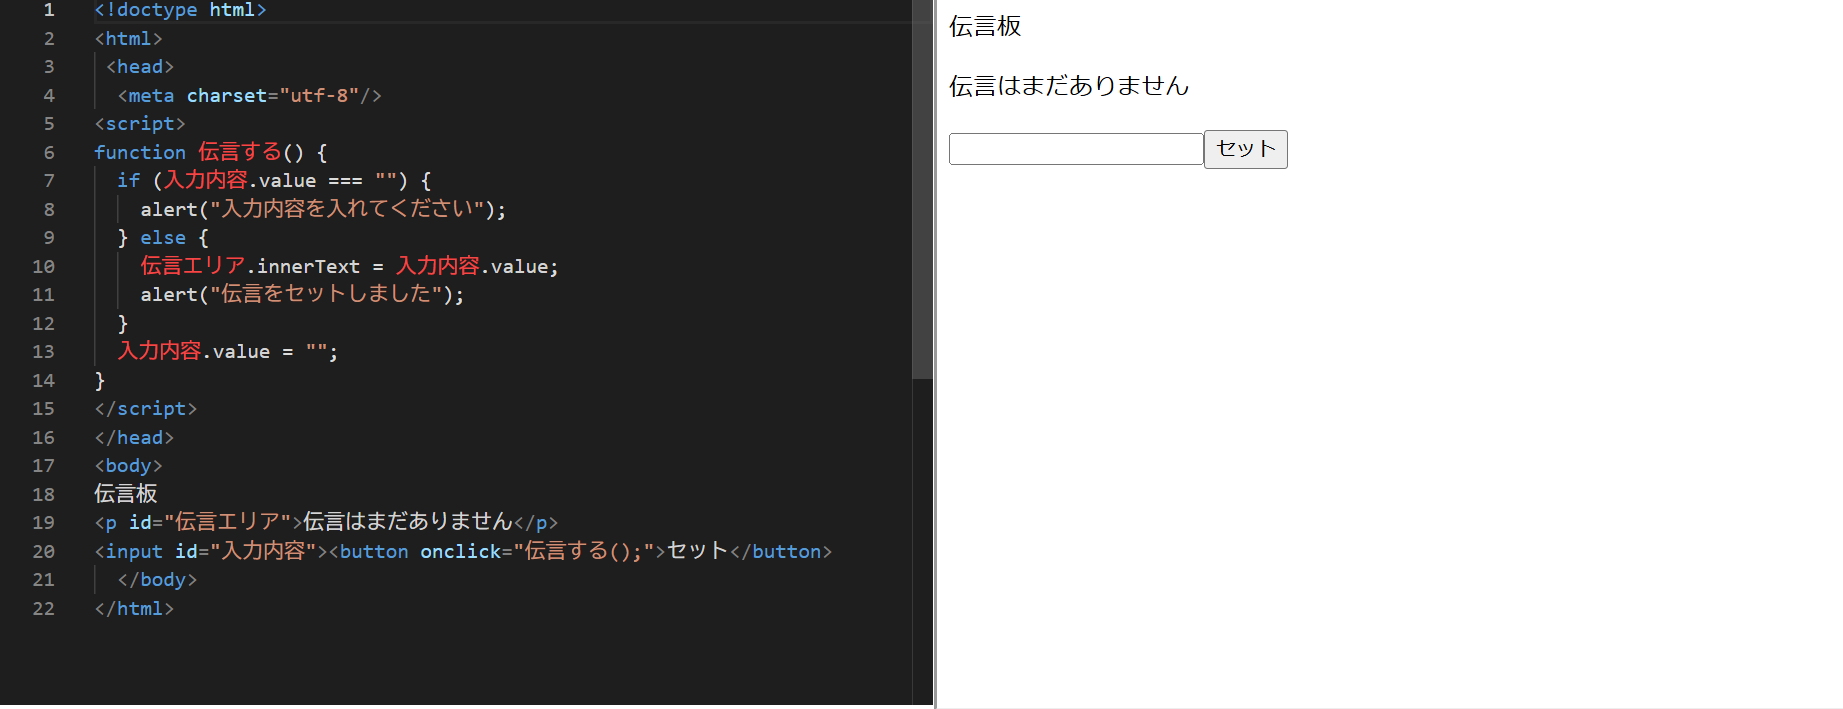 1 <!doctype html>
2 <html>
3 <head>
4 <meta charset="utf-8"/>
5 <script>
6 function 伝言する() {
7 if (入力内容.value === "") {
8 alert("入力内容を入れてください");
9 } else {
10 伝言エリア.innerText = 入力内容.value;
11 alert("伝言をセットしました");
12 }
13 入力内容.value = "";
14 }
15 </script>
16 </head>
17 <body>
18 伝言板
19 <p id="伝言エリア">伝言はまだありません</p>
20 <input id="入力内容"><button onclick="伝言する();">セット</button>
21 </body>
22 </html>
伝言板
伝言はまだありません
セット